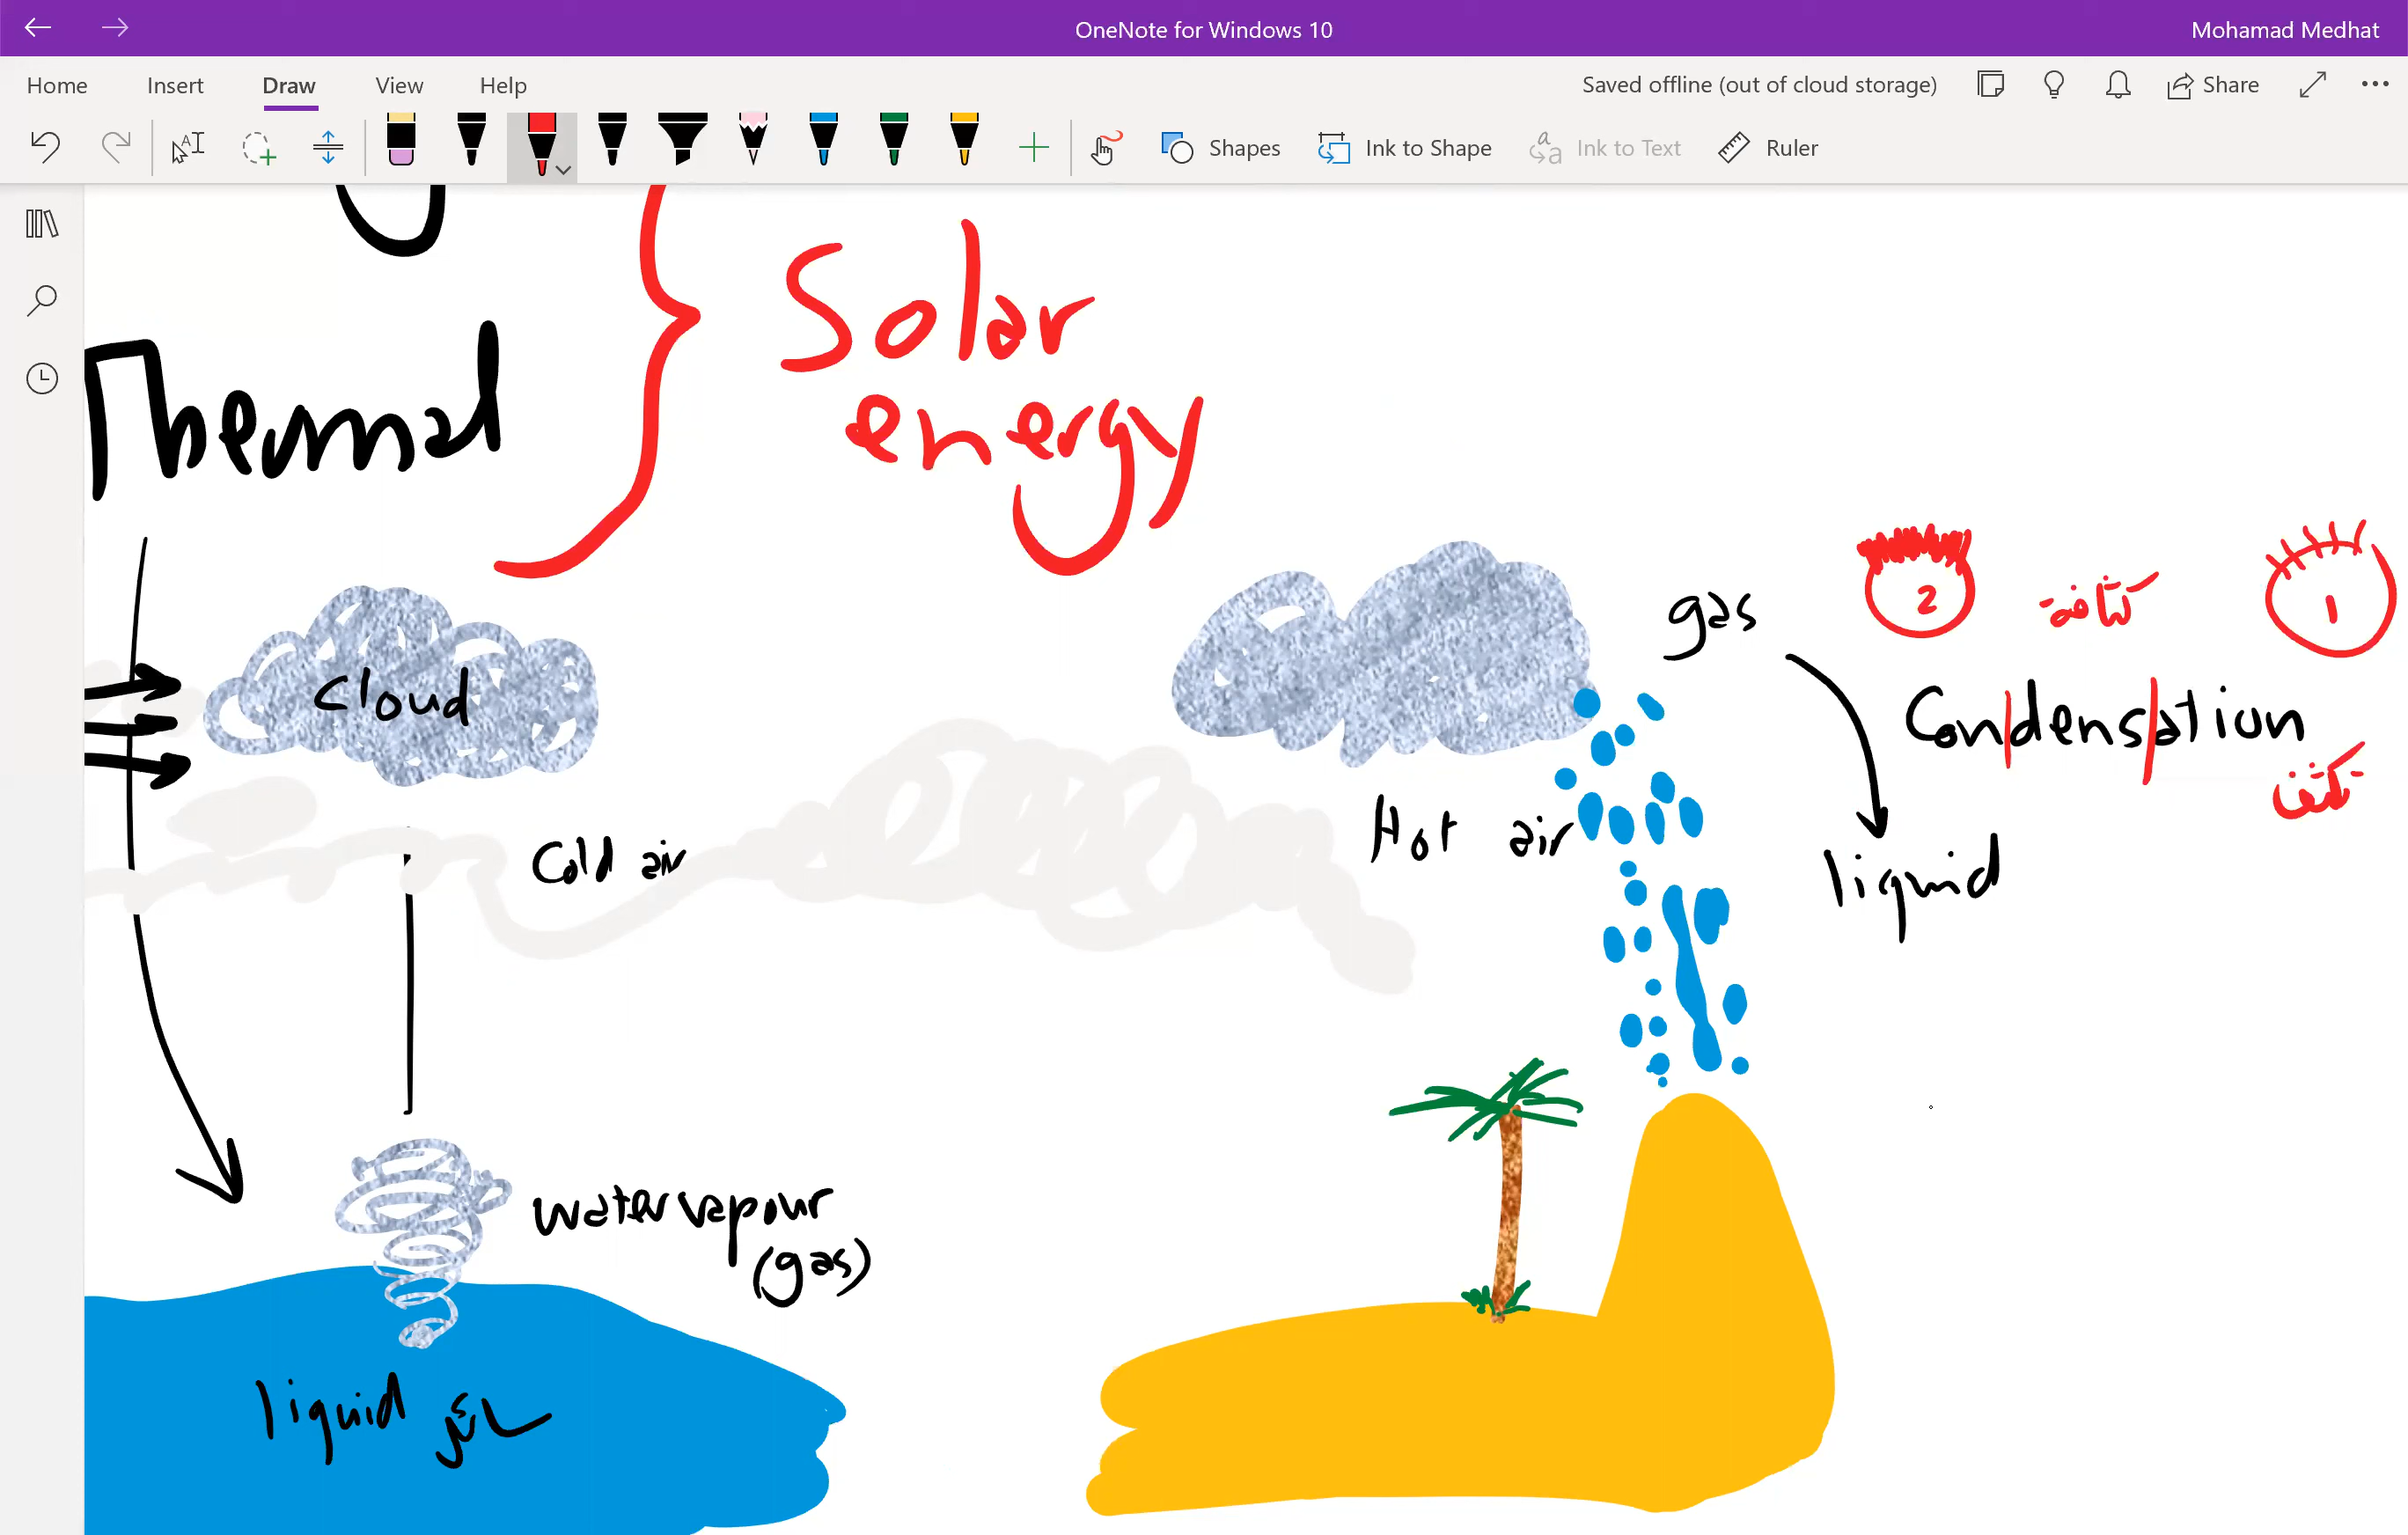 OneNote for Windows 10
Mohamad Medhat
Home Insert Draw View Help
Saved offline (out of cloud storage)
Share
Shapes
Ink to Shape
Ink to Text
Ruler
Solar
energy
Thermal
Cloud
Cold air
Hot air
gas
2
كثافة
1
Condensation
تكثف
liquid
water vapour
(gas)
liquid سائل